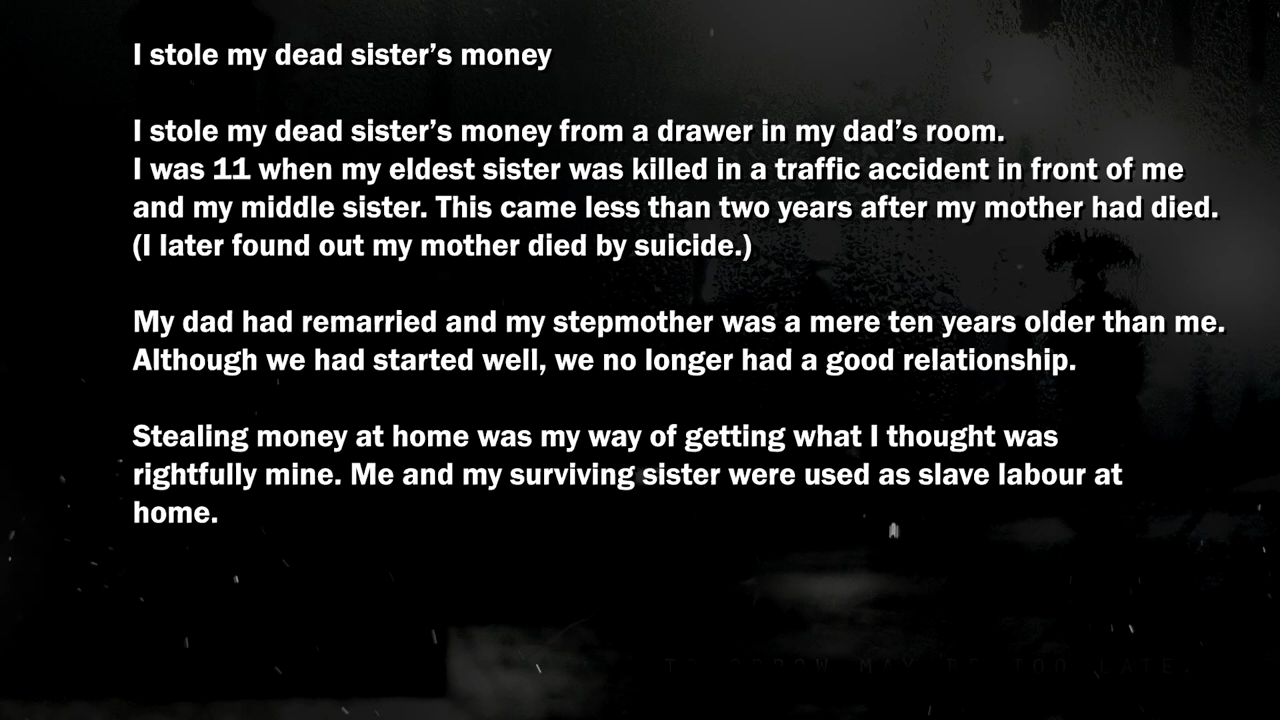 I stole my dead sister’s money
I stole my dead sister’s money from a drawer in my dad’s room.
I was 11 when my eldest sister was killed in a traffic accident in front of me
and my middle sister. This came less than two years after my mother had died.
(I later found out my mother died by suicide.)
My dad had remarried and my stepmother was a mere ten years older than me.
Although we had started well, we no longer had a good relationship.
Stealing money at home was my way of getting what I thought was
rightfully mine. Me and my surviving sister were used as slave labour at
home.
TOMORROW MAY BE TOO LATE.